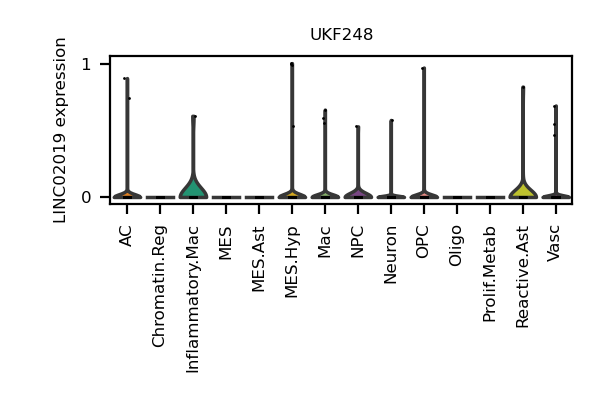 UKF248
LINC02019 expression
1
0
AC
Chromatin.Reg
Inflammatory.Mac
MES
MES.Ast
MES.Hyp
Mac
NPC
Neuron
OPC
Oligo
Prolif.Metab
Reactive.Ast
Vasc